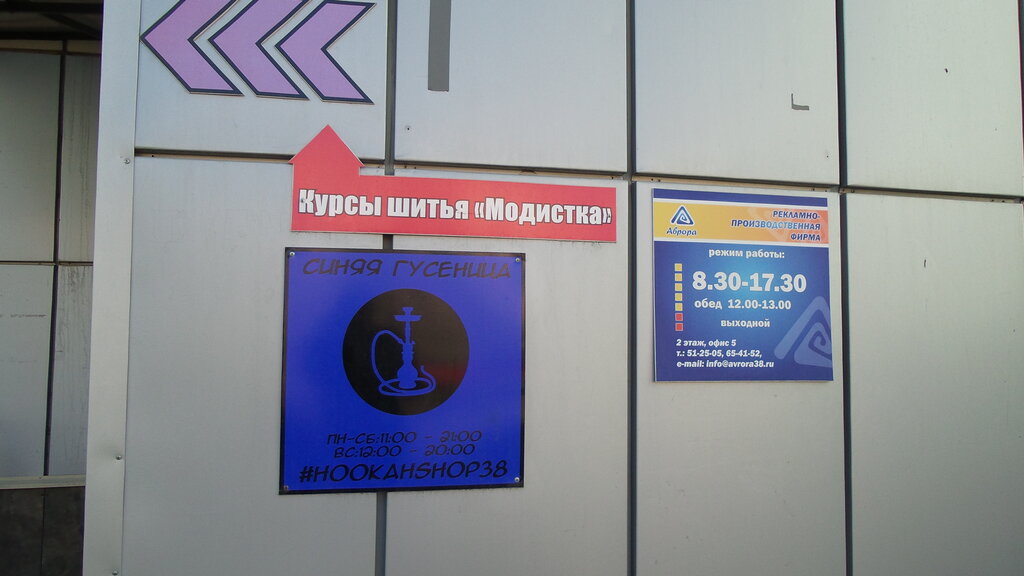 Курсы шитья «Модистка»
СИНЯЯ ГУСЕНИЦА
ПН-СБ:11:00 - 21:00
ВС:12:00 - 20:00
#HOOKAHSHOP38
Аврора
РЕКЛАМНО-
ПРОИЗВОДСТВЕННАЯ
ФИРМА
режим работы:
8.30-17.30
обед 12.00-13.00
выходной
2 этаж, офис 5
т.: 51-25-05, 65-41-52,
e-mail: info@avrora38.ru